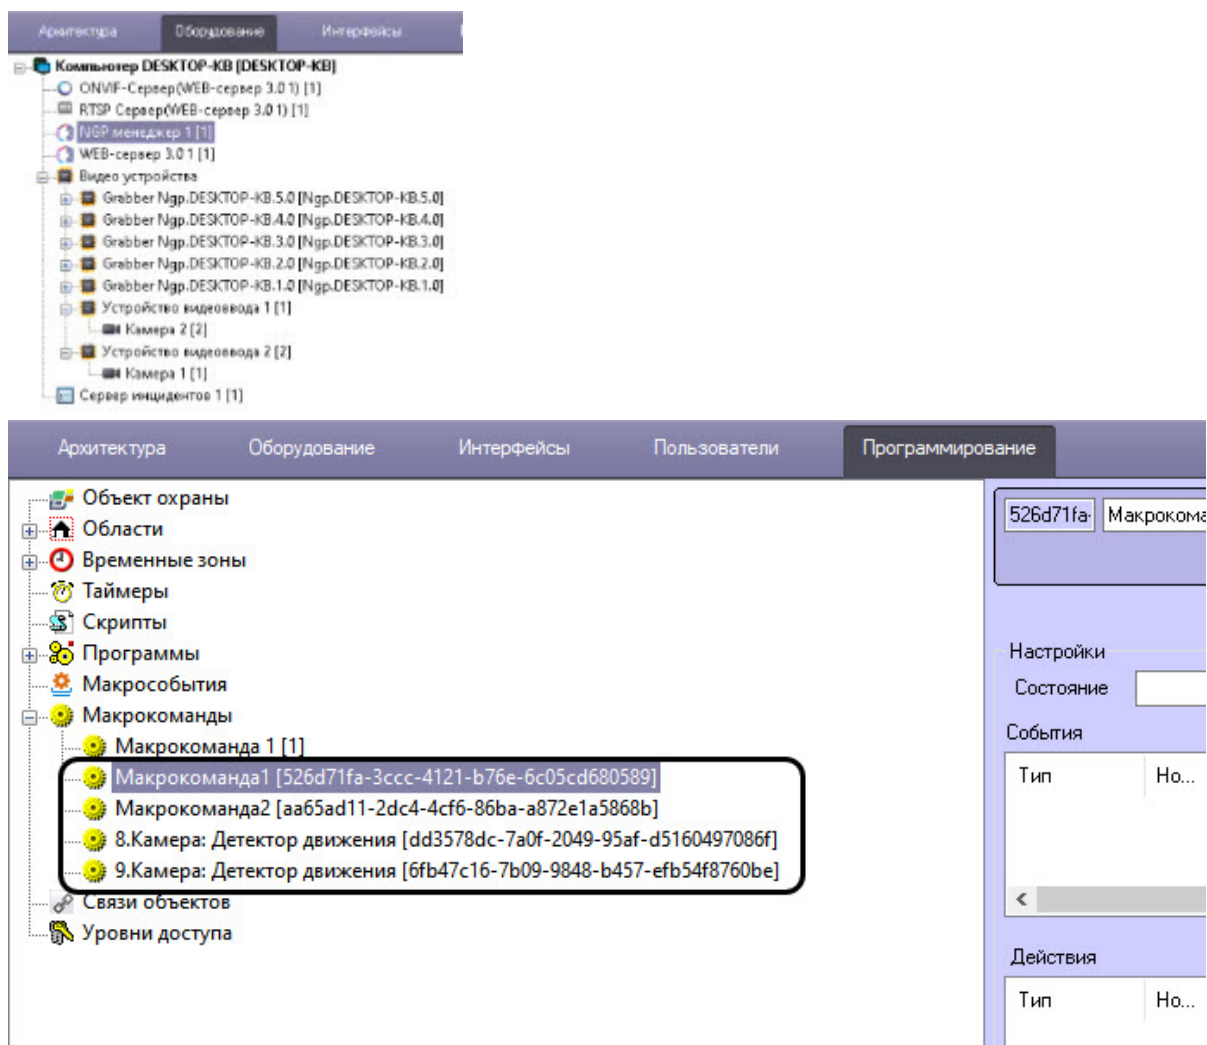 Архитектура Оборудование Интерфейсы
Компьютер DESKTOP-KB [DESKTOP-KB]
ONVIF-Сервер(WEB-сервер 3.0 1) [1]
RTSP Сервер(WEB-сервер 3.0 1) [1]
NGP менеджер 1 [1]
WEB-сервер 3.0 1 [1]
Видео устройства
Grabber Ngp.DESKTOP-KB.5.0 [Ngp.DESKTOP-KB.5.0]
Grabber Ngp.DESKTOP-KB.4.0 [Ngp.DESKTOP-KB.4.0]
Grabber Ngp.DESKTOP-KB.3.0 [Ngp.DESKTOP-KB.3.0]
Grabber Ngp.DESKTOP-KB.2.0 [Ngp.DESKTOP-KB.2.0]
Grabber Ngp.DESKTOP-KB.1.0 [Ngp.DESKTOP-KB.1.0]
Устройство видеоввода 1 [1]
Камера 2 [2]
Устройство видеоввода 2 [2]
Камера 1 [1]
Сервер инцидентов 1 [1]
Архитектура Оборудование Интерфейсы Пользователи Программирование
Объект охраны
Области
Временные зоны
Таймеры
Скрипты
Программы
Макрособытия
Макрокоманды
Макрокоманда 1 [1]
Макрокоманда1 [526d71fa-3ccc-4121-b76e-6c05cd680589]
Макрокоманда2 [aa65ad11-2dc4-4cf6-86ba-a872e1a5868b]
8.Камера: Детектор движения [dd3578dc-7a0f-2049-95af-d5160497086f]
9.Камера: Детектор движения [6fb47c16-7b09-9848-b457-efb54f8760be]
Связи объектов
Уровни доступа
526d71fa- Макрокома
Настройки
Состояние
События
Тип Но...
Действия
Тип Но...